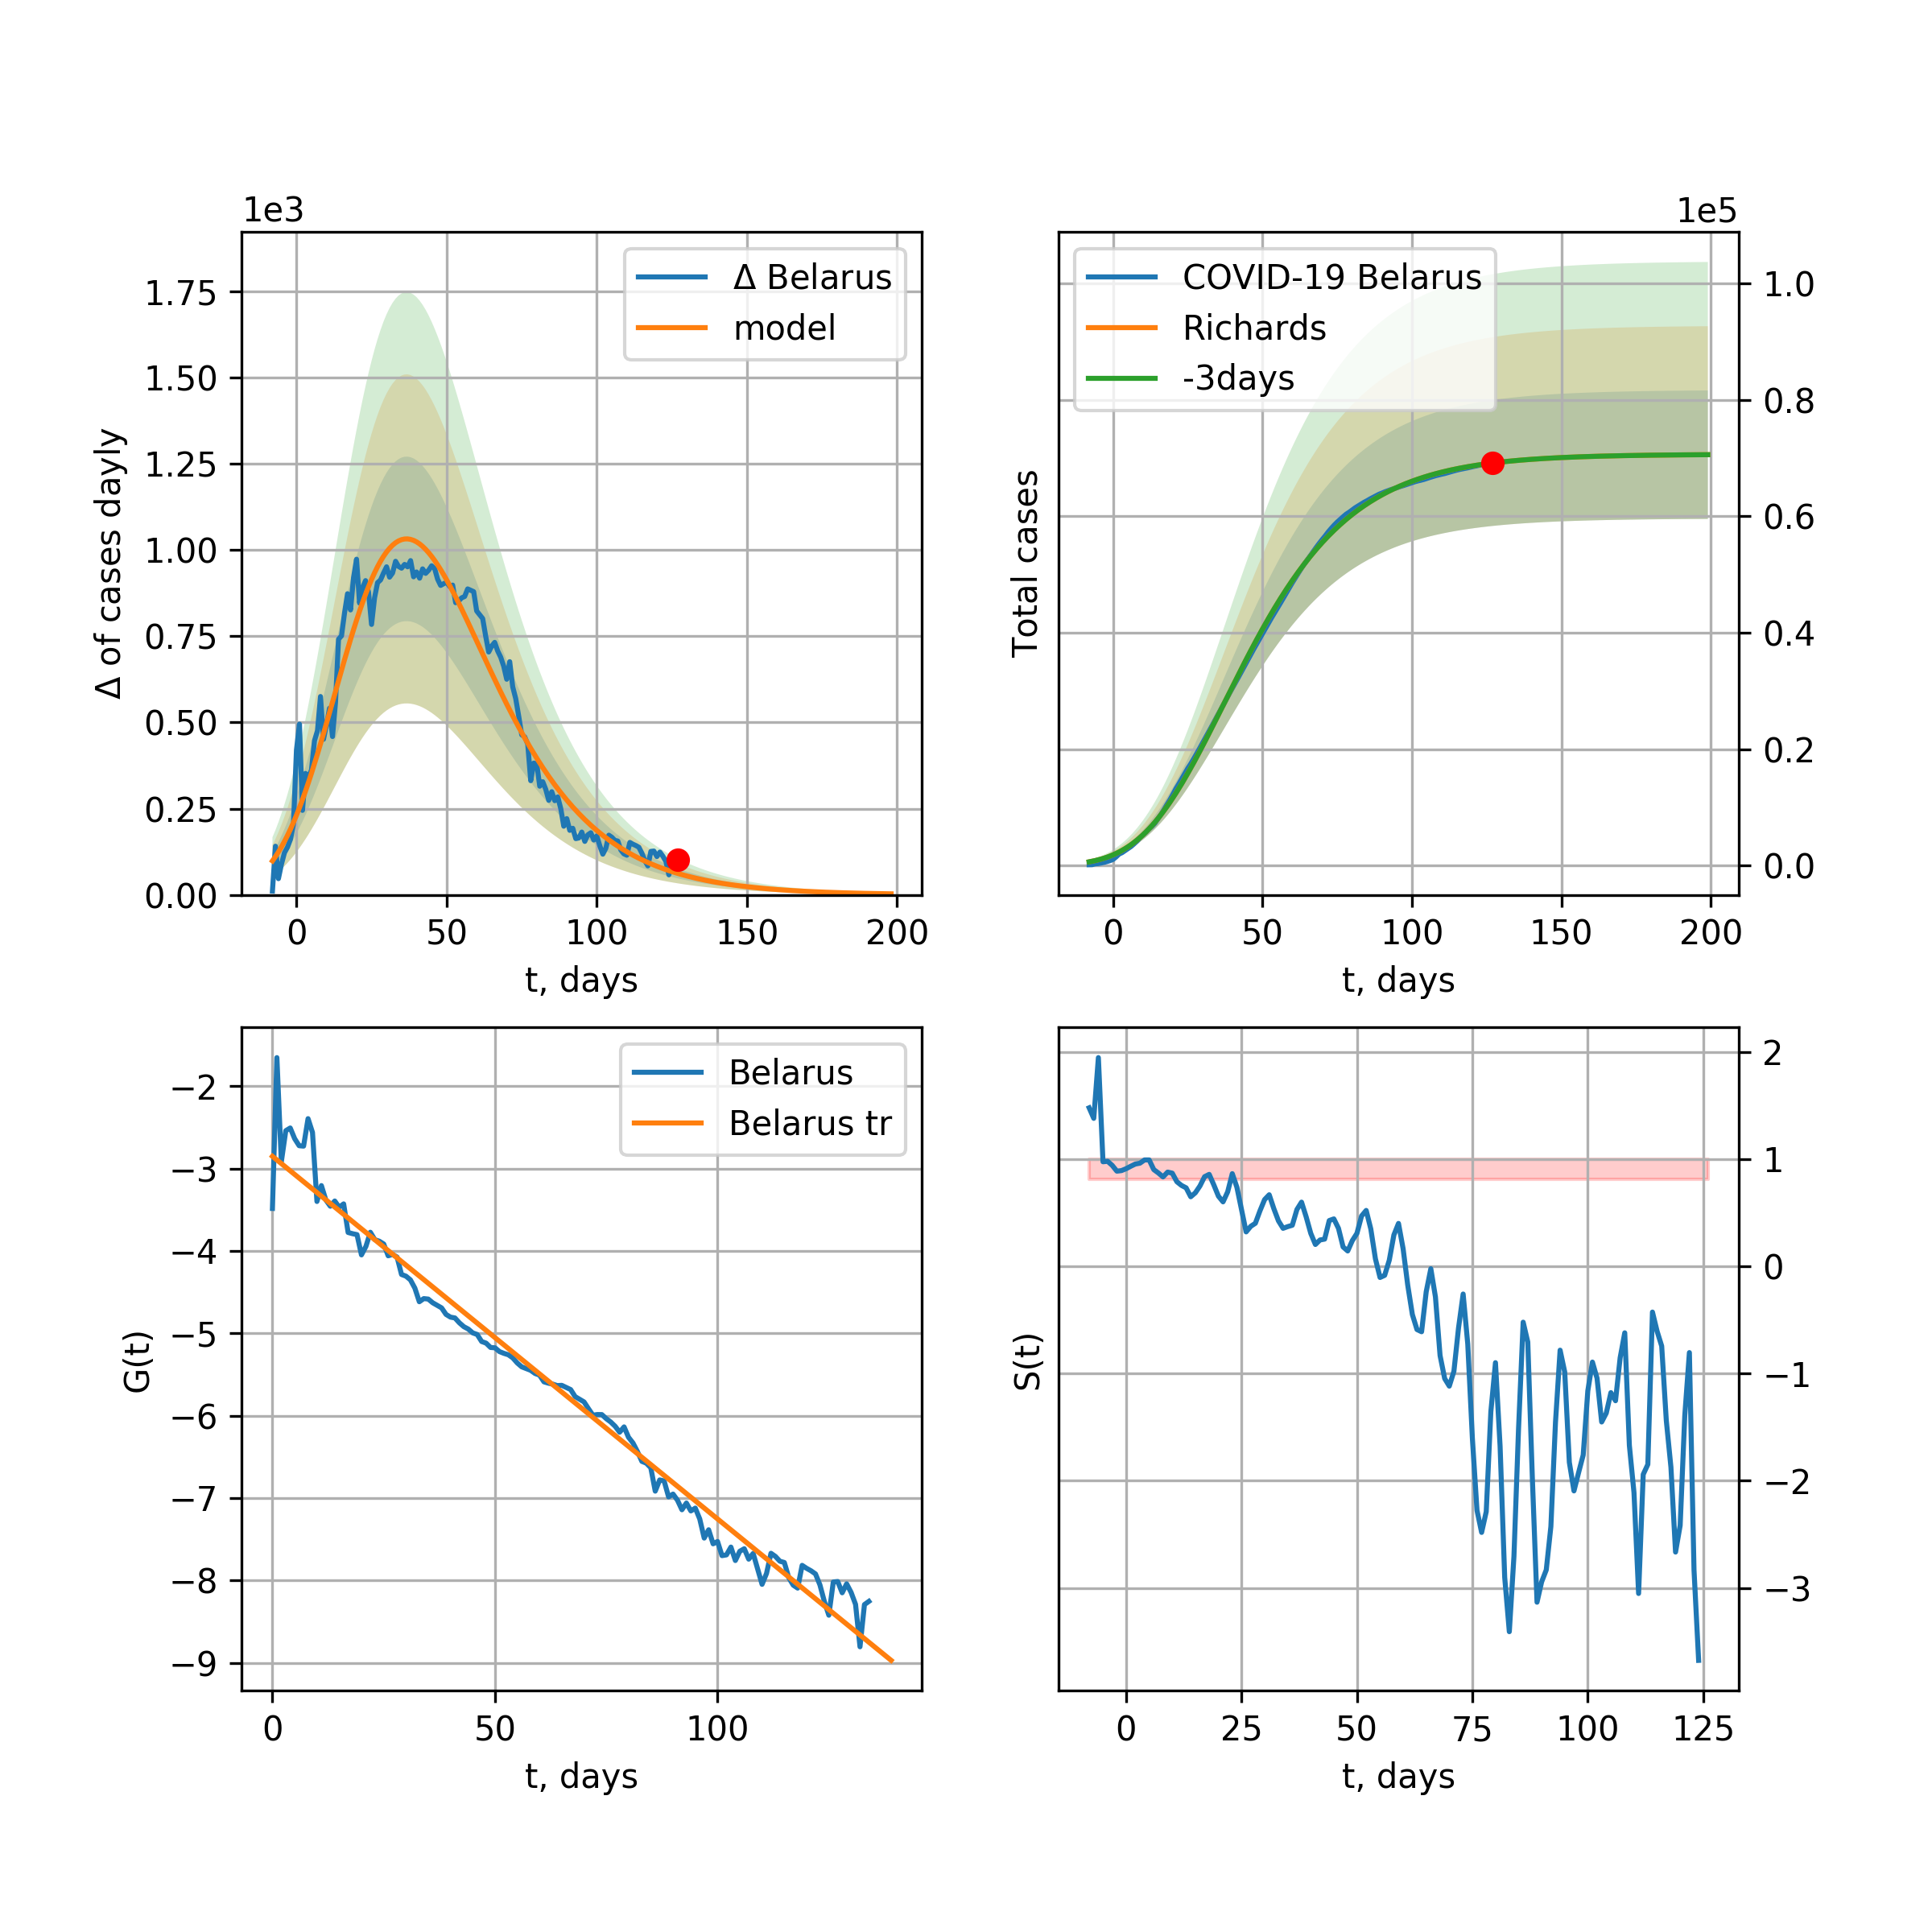 1e3
Δ of cases dayly
1.75
1.50
1.25
1.00
0.75
0.50
0.25
0.00
Δ Belarus
model
0 50 100 150 200
t, days
1e5
Total cases
COVID-19 Belarus
Richards
-3days
1.0
0.8
0.6
0.4
0.2
0.0
0 50 100 150 200
t, days
G(t)
−2
−3
−4
−5
−6
−7
−8
−9
Belarus
Belarus tr
0 50 100
t, days
S(t)
2
1
0
−1
−2
−3
0 25 50 75 100 125
t, days